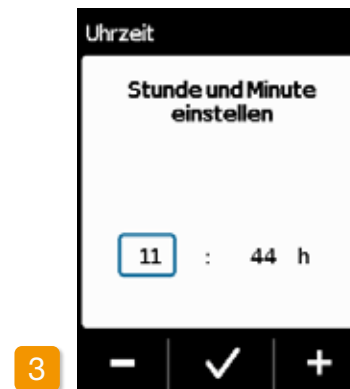 Uhrzeit
Stunde und Minute
einstellen
11 : 44 h
3